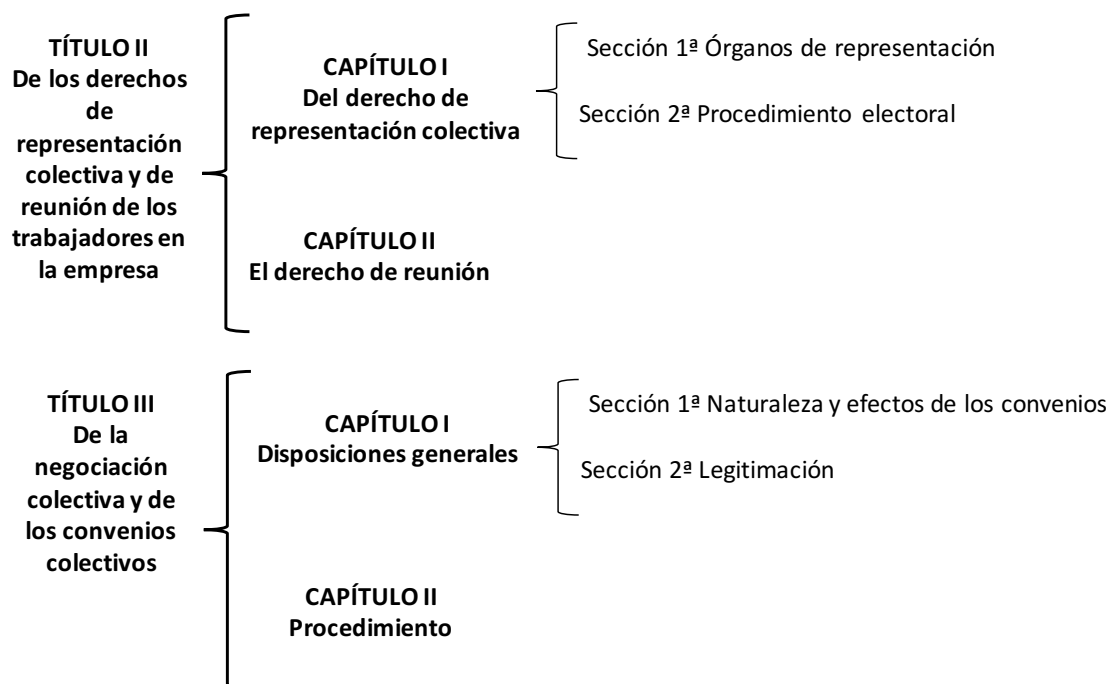 TÍTULO II
De los derechos
de
representación
colectiva y de
reunión de los
trabajadores en
la empresa
CAPÍTULO I
Del derecho de
representación colectiva
Sección 1ª Órganos de representación
Sección 2ª Procedimiento electoral
CAPÍTULO II
El derecho de reunión
TÍTULO III
De la
negociación
colectiva y de
los convenios
colectivos
CAPÍTULO I
Disposiciones generales
Sección 1ª Naturaleza y efectos de los convenios
Sección 2ª Legitimación
CAPÍTULO II
Procedimiento